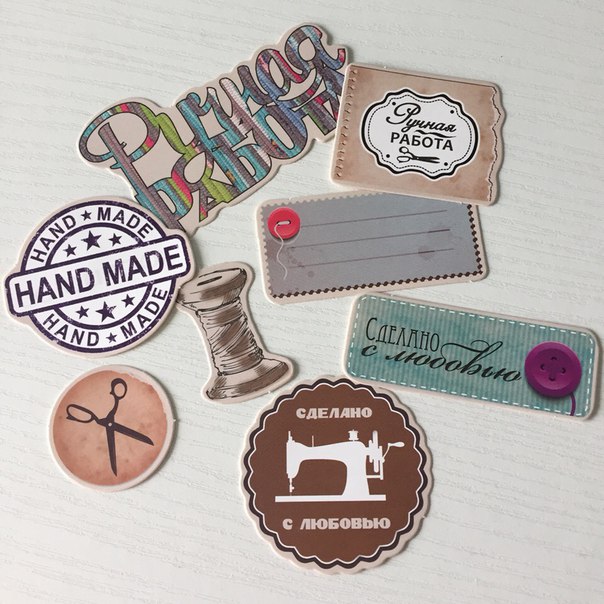 Ручная
работа
Ручная
РАБОТА
HAND ★ MADE
HAND MADE
HAND ★ MADE
Сделано
с любовью
СДЕЛАНО
С ЛЮБОВЬЮ